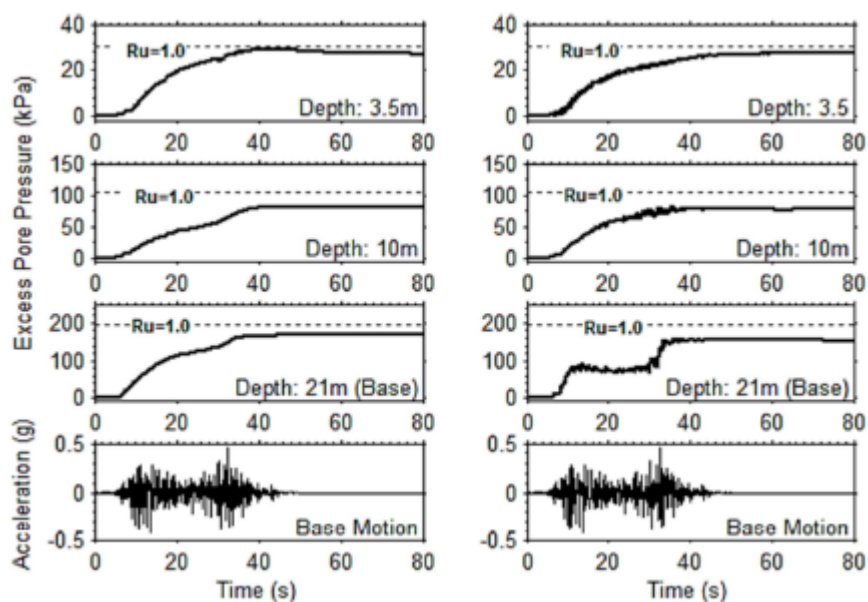 Excess Pore Pressure (kPa)
Acceleration (g)
40
20
0
Ru=1.0
Depth: 3.5m
0 20 40 60 80
150
100
50
0
Ru=1.0
Depth: 10m
0 20 40 60 80
200
100
0
Ru=1.0
Depth: 21m (Base)
0 20 40 60 80
0.5
0
-0.5
Base Motion
0 20 40 60 80
Time (s)
40
20
0
Ru=1.0
Depth: 3.5
0 20 40 60 80
150
100
50
0
Ru=1.0
Depth: 10m
0 20 40 60 80
200
100
0
Ru=1.0
Depth: 21m (Base)
0 20 40 60 80
0.5
0
-0.5
Base Motion
0 20 40 60 80
Time (s)